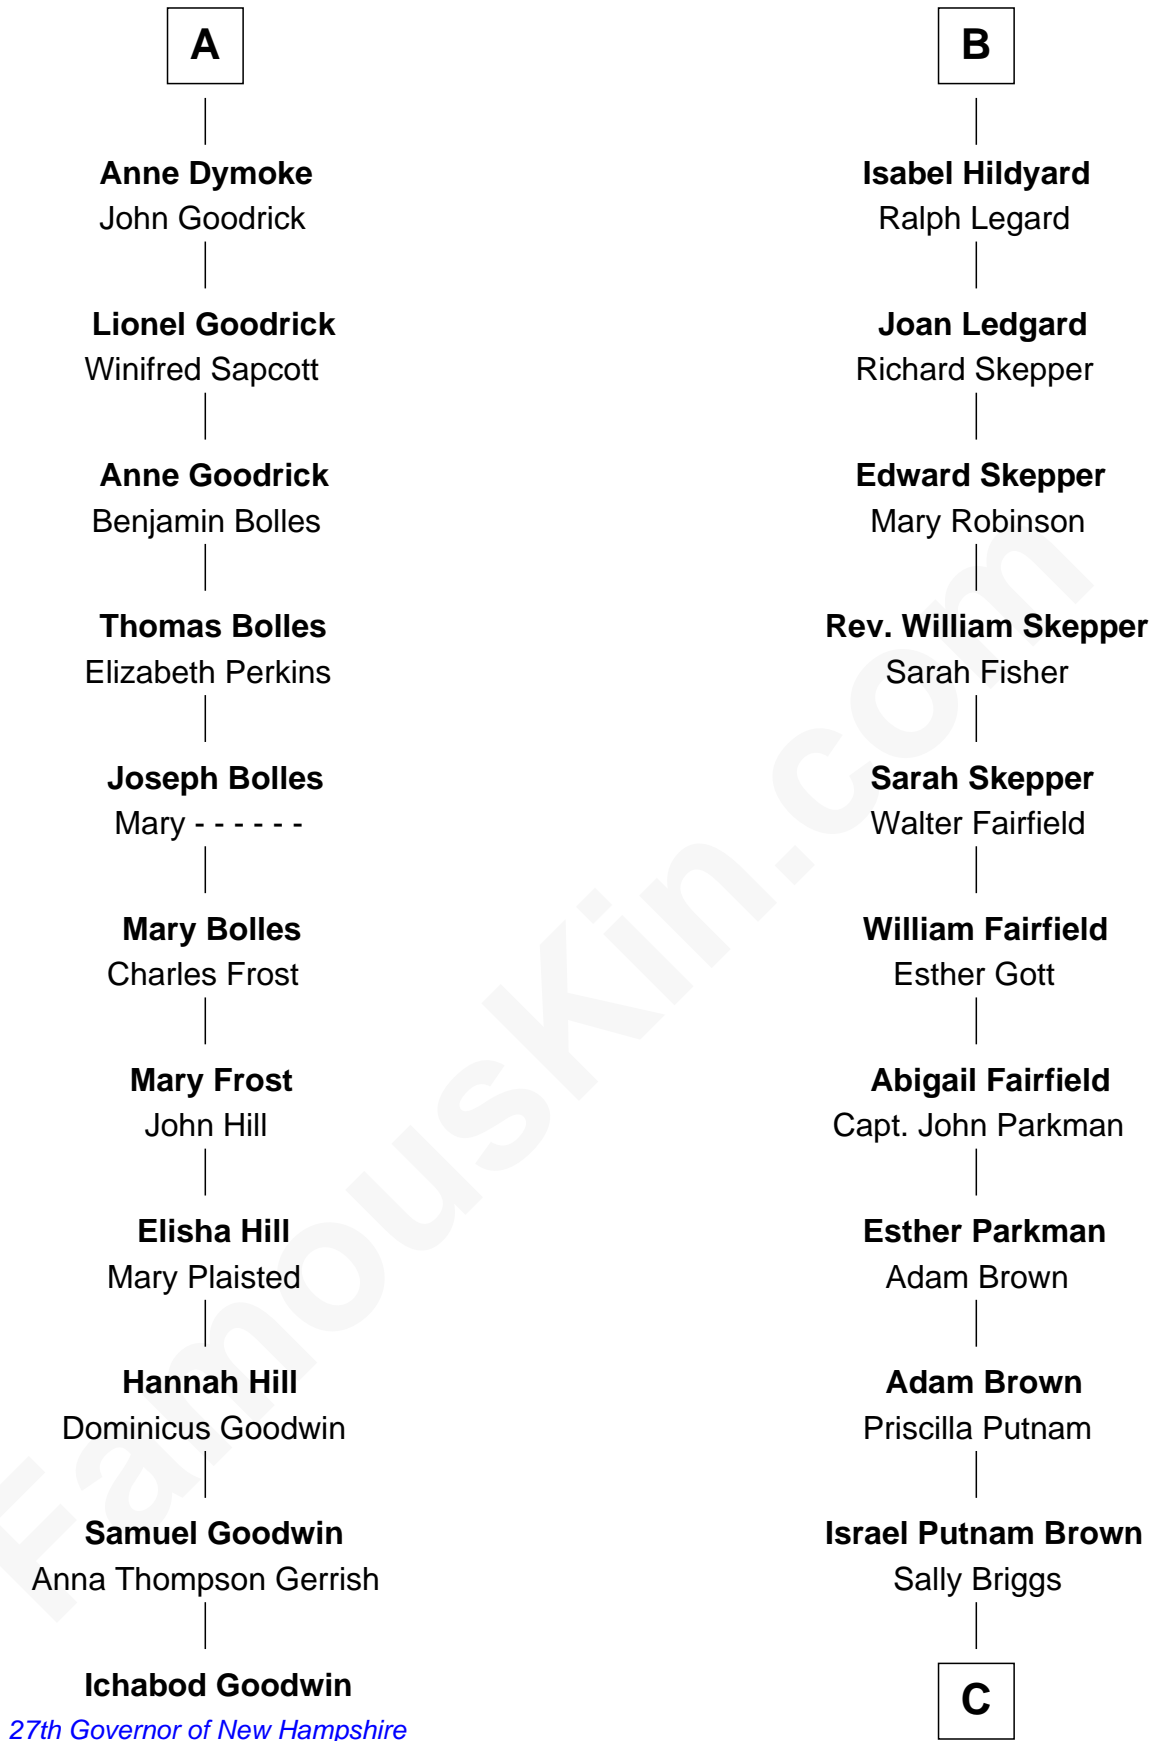 A
Anne Dymoke
John Goodrick
Lionel Goodrick
Winifred Sapcott
Anne Goodrick
Benjamin Bolles
Thomas Bolles
Elizabeth Perkins
Joseph Bolles
Mary - - - - - -
Mary Bolles
Charles Frost
Mary Frost
John Hill
Elisha Hill
Mary Plaisted
Hannah Hill
Dominicus Goodwin
Samuel Goodwin
Anna Thompson Gerrish
Ichabod Goodwin
27th Governor of New Hampshire
B
Isabel Hildyard
Ralph Legard
Joan Ledgard
Richard Skepper
Edward Skepper
Mary Robinson
Rev. William Skepper
Sarah Fisher
Sarah Skepper
Walter Fairfield
William Fairfield
Esther Gott
Abigail Fairfield
Capt. John Parkman
Esther Parkman
Adam Brown
Adam Brown
Priscilla Putnam
Israel Putnam Brown
Sally Briggs
C
FamousKin.com